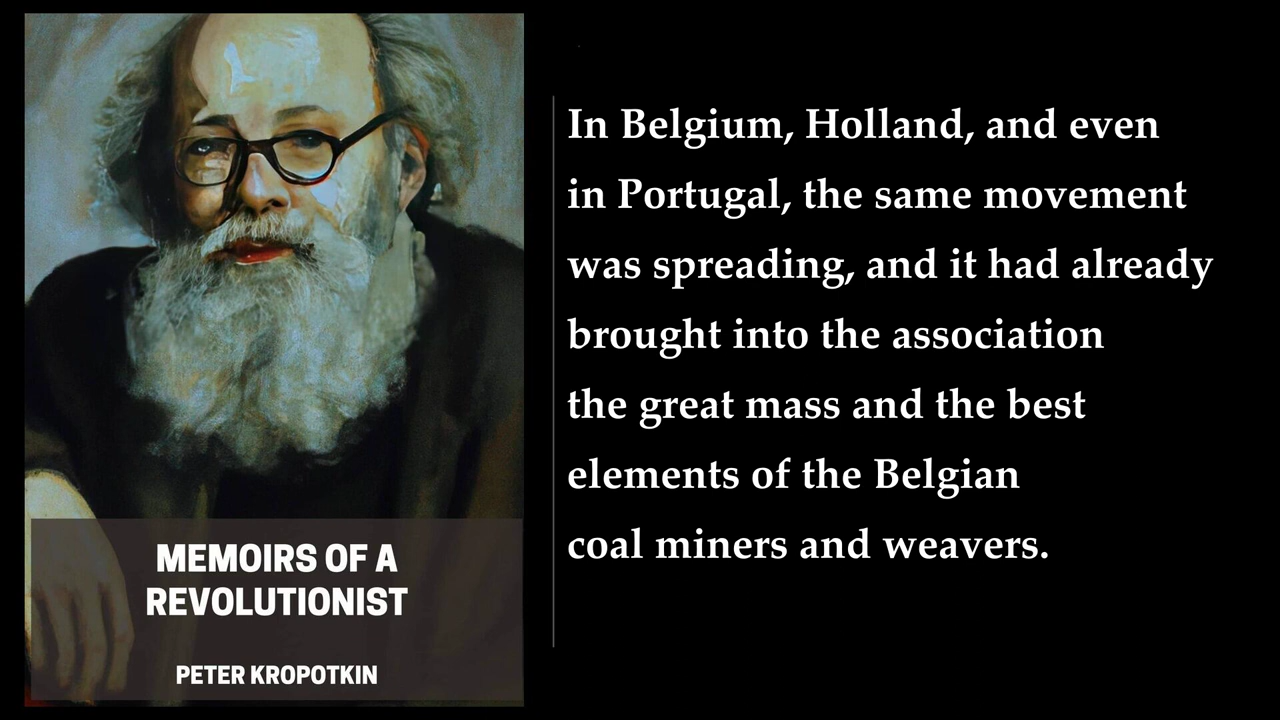 MEMOIRS OF A
REVOLUTIONIST
PETER KROPOTKIN
In Belgium, Holland, and even
in Portugal, the same movement
was spreading, and it had already
brought into the association
the great mass and the best
elements of the Belgian
coal miners and weavers.